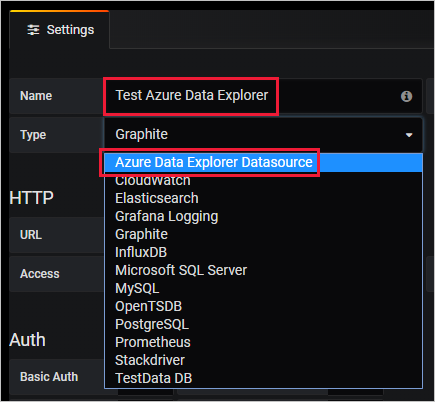 Settings
Name
Test Azure Data Explorer
Type
Graphite
Azure Data Explorer Datasource
CloudWatch
Elasticsearch
Grafana Logging
Graphite
InfluxDB
Microsoft SQL Server
MySQL
OpenTSDB
PostgreSQL
Prometheus
Stackdriver
TestData DB
HTTP
URL
Access
Auth
Basic Auth